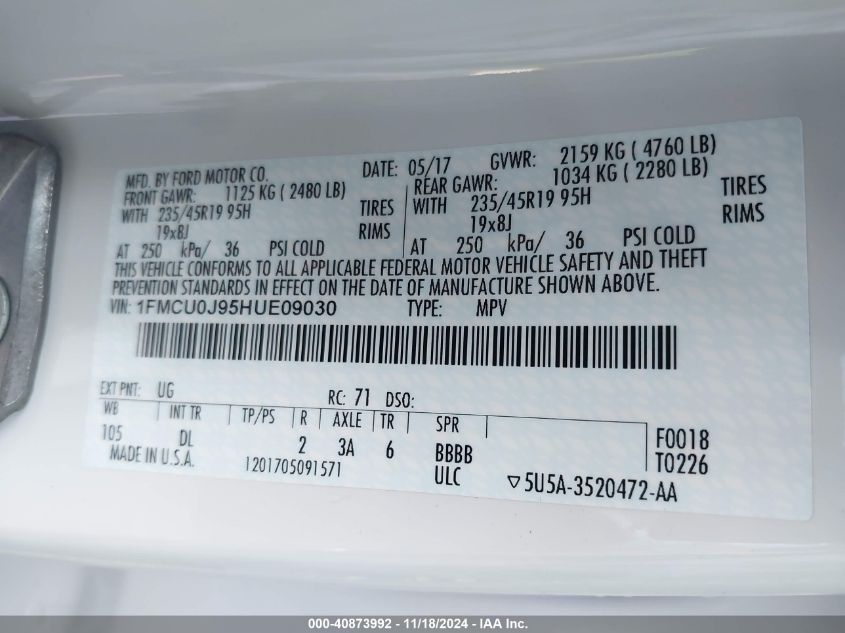 MFD. BY FORD MOTOR CO. DATE: 05/17 GVWR: 2159 KG ( 4760 LB)
FRONT GAWR: 1125 KG ( 2480 LB) REAR GAWR: 1034 KG ( 2280 LB)
WITH 235/45R19 95H TIRES WITH 235/45R19 95H TIRES
19x8J RIMS 19x8J RIMS
AT 250 kPa/ 36 PSI COLD AT 250 kPa/ 36 PSI COLD
THIS VEHICLE CONFORMS TO ALL APPLICABLE FEDERAL MOTOR VEHICLE SAFETY AND THEFT
PREVENTION STANDARDS IN EFFECT ON THE DATE OF MANUFACTURE SHOWN ABOVE.
VIN: 1FMCU0J95HUE09030 TYPE: MPV
EXT PNT: UG RC: 71 DSO:
WB INT TR TP/PS R AXLE TR SPR
105 DL 2 3A 6 BBBB F0018
MADE IN U.S.A. 1201705091571 ULC T0226
▽5U5A-3520472-AA
000-40873992 - 11/18/2024 - IAA Inc.